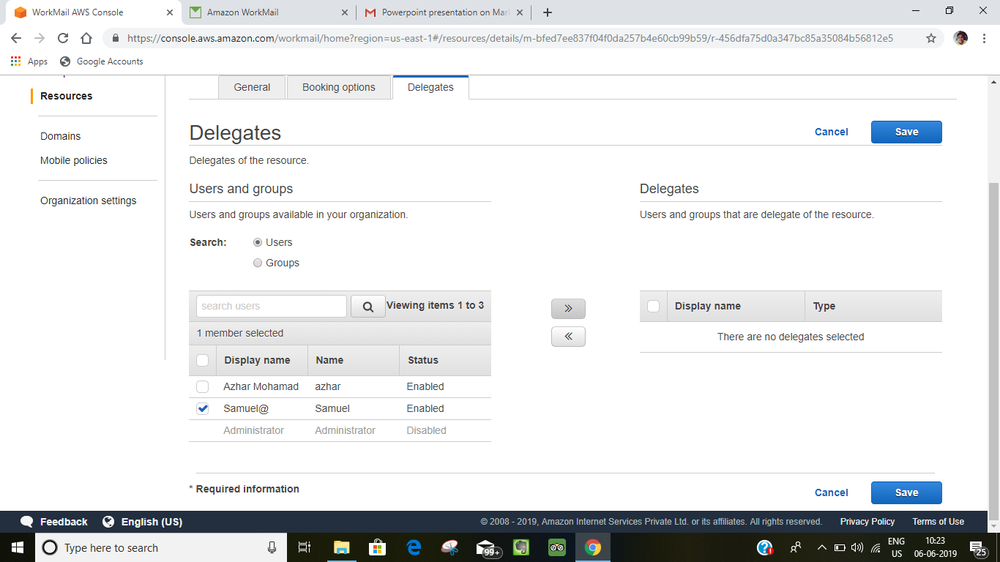 WorkMail AWS Console
Amazon WorkMail
Powerpoint presentation on Mar
https://console.aws.amazon.com/workmail/home?region=us-east-1#/resources/details/m-bfed7ee837f04f0da257b4e60cb99b59/r-456dfa75d0a347bc85a35084b56812e5
Apps
Google Accounts
Resources
Domains
Mobile policies
Organization settings
General
Booking options
Delegates
Delegates
Cancel
Save
Delegates of the resource.
Users and groups
Users and groups available in your organization.
Search:
Users
Groups
search users
Viewing items 1 to 3
1 member selected
Display name Name Status
Azhar Mohamad azhar Enabled
Samuel@ Samuel Enabled
Administrator Administrator Disabled
Delegates
Users and groups that are delegate of the resource.
Display name Type
There are no delegates selected
* Required information
Cancel
Save
Feedback
English (US)
© 2008 - 2019, Amazon Internet Services Private Ltd. or its affiliates. All rights reserved.
Privacy Policy
Terms of Use
Type here to search
99+
ENG
US
10:23
06-06-2019
25